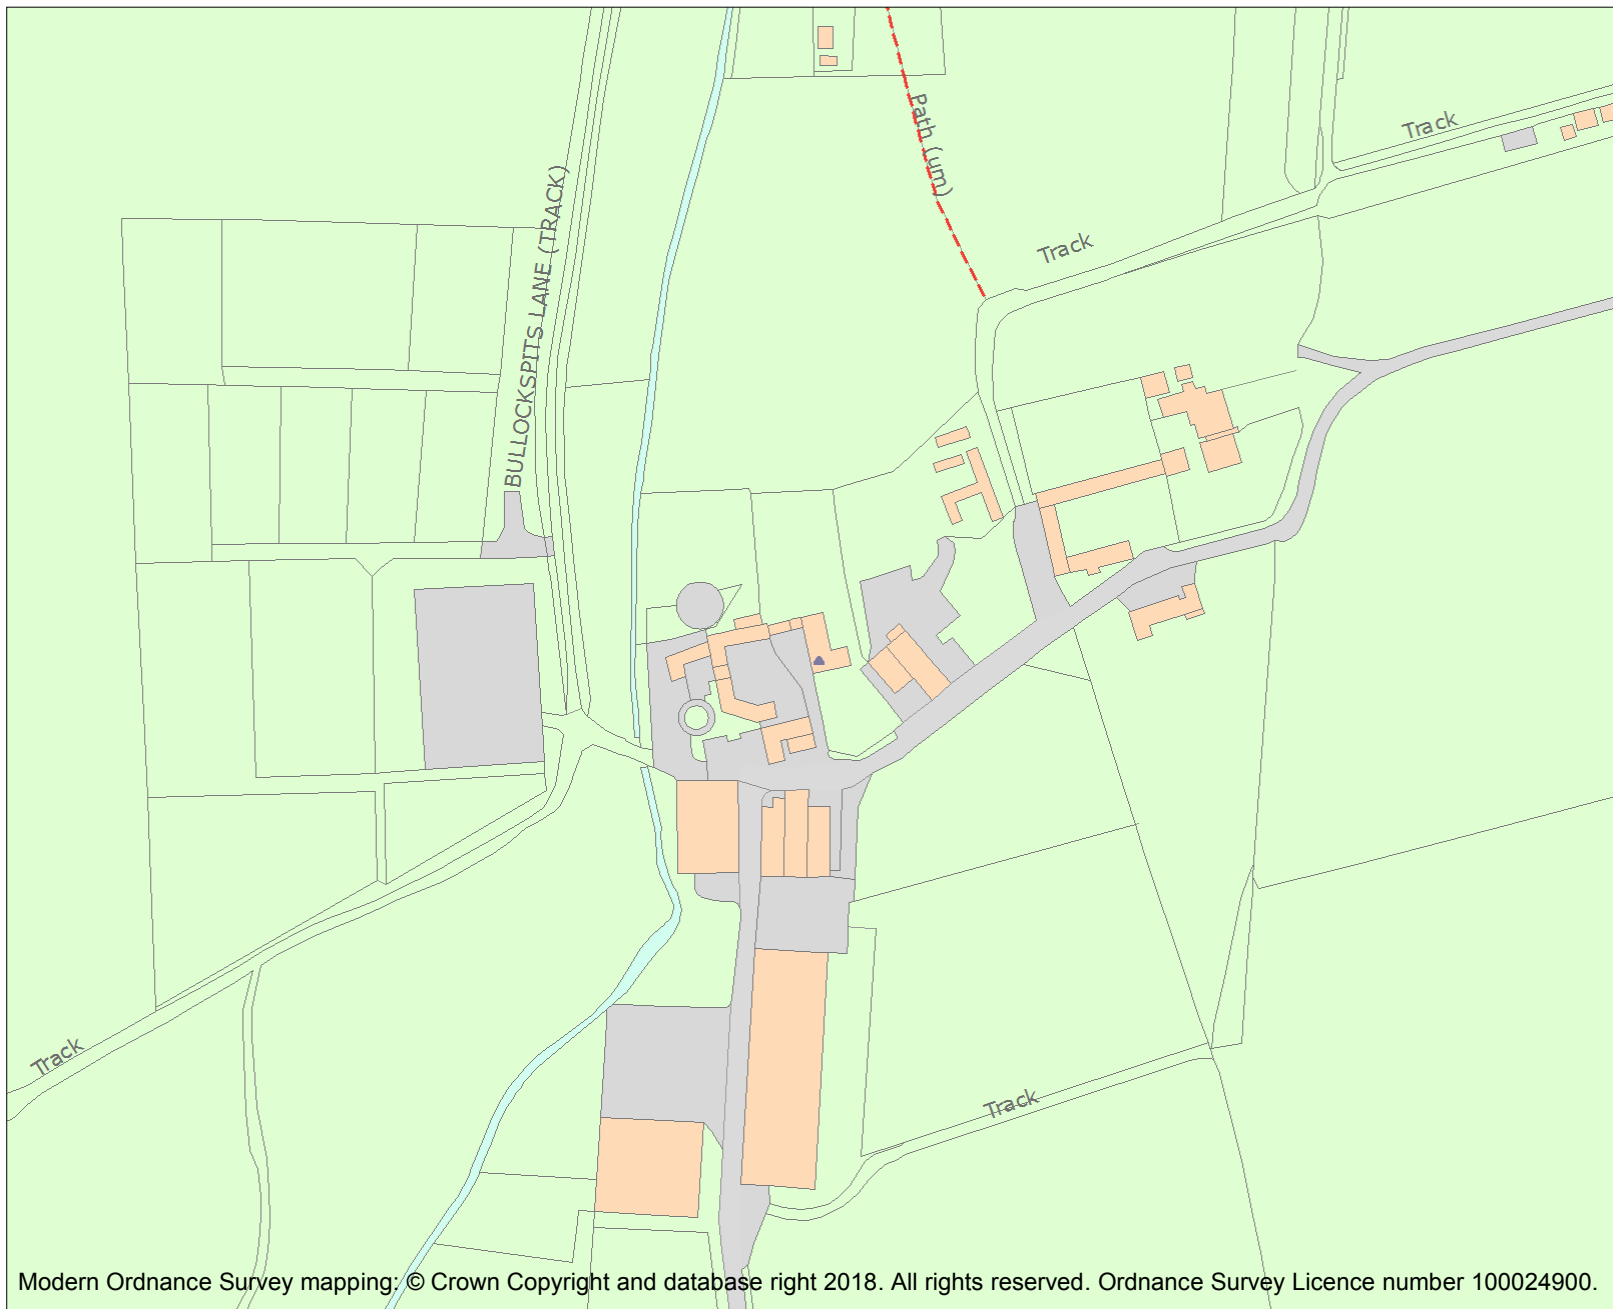 Path (um)
Track
BULLOCKSPITS LANE (TRACK)
Track
Track
Track
Modern Ordnance Survey mapping: © Crown Copyright and database right 2018. All rights reserved. Ordnance Survey Licence number 100024900.